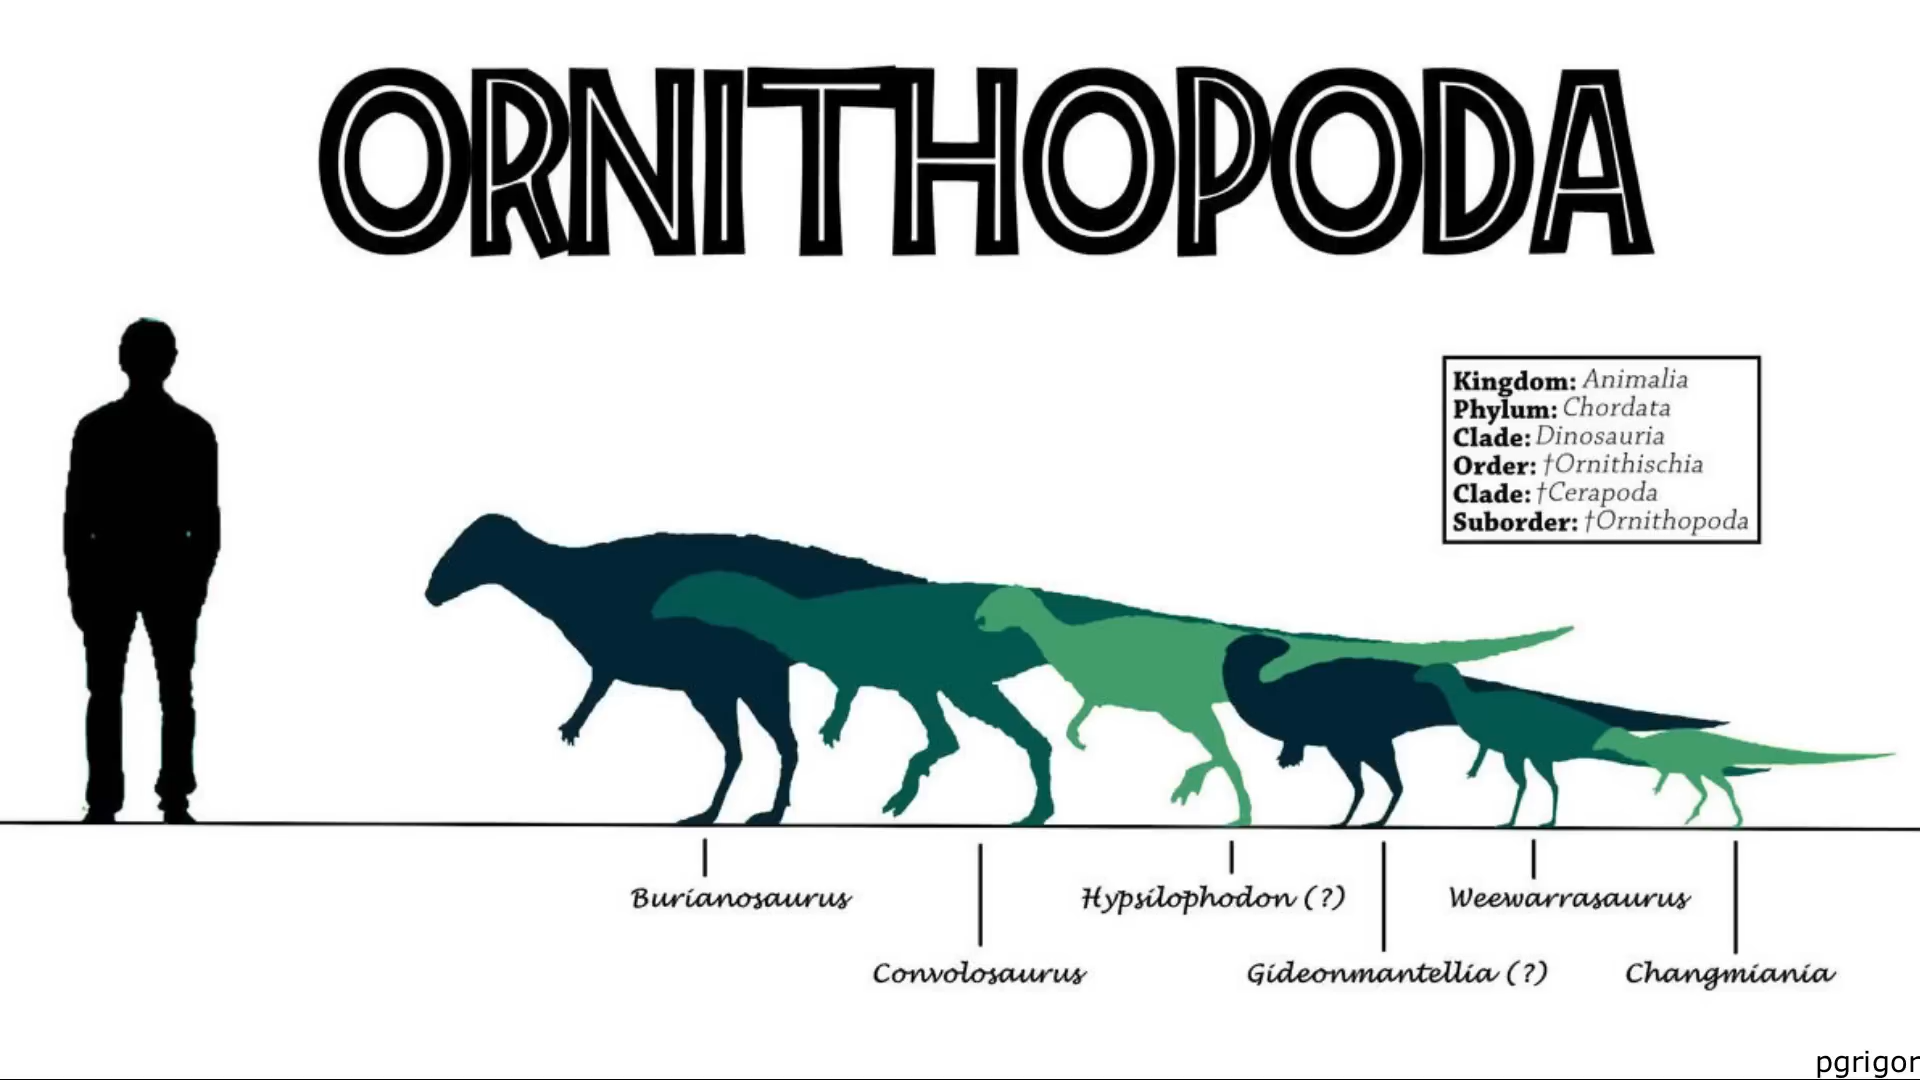 ORNITHOPODA
Kingdom: Animalia
Phylum: Chordata
Clade: Dinosauria
Order: †Ornithischia
Clade: †Cerapoda
Suborder: †Ornithopoda
Burianosaurus
Hypsilophodon (?)
Weewarrasaurus
Convolosaurus
Gideonmantellia (?)
Changmiania
pgrigor